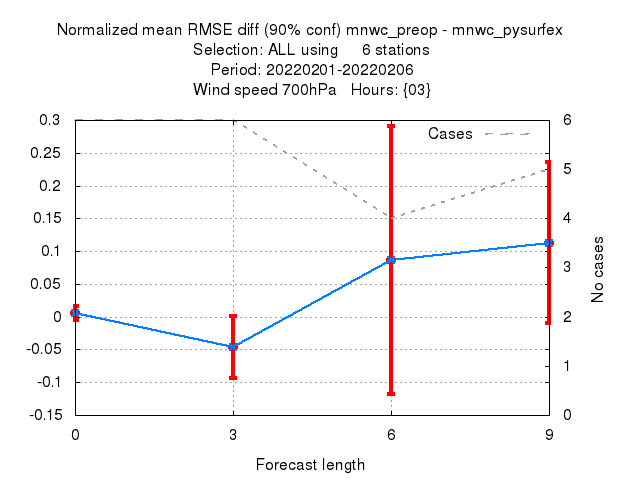 Normalized mean RMSE diff (90% conf) mnwc_preop - mnwc_pysurfex
Selection: ALL using 6 stations
Period: 20220201-20220206
Wind speed 700hPa Hours: {03}
Cases
0.3
0.25
0.2
0.15
0.1
0.05
0
-0.05
-0.1
-0.15
6
5
4
3
2
1
0
No cases
0 3 6 9
Forecast length